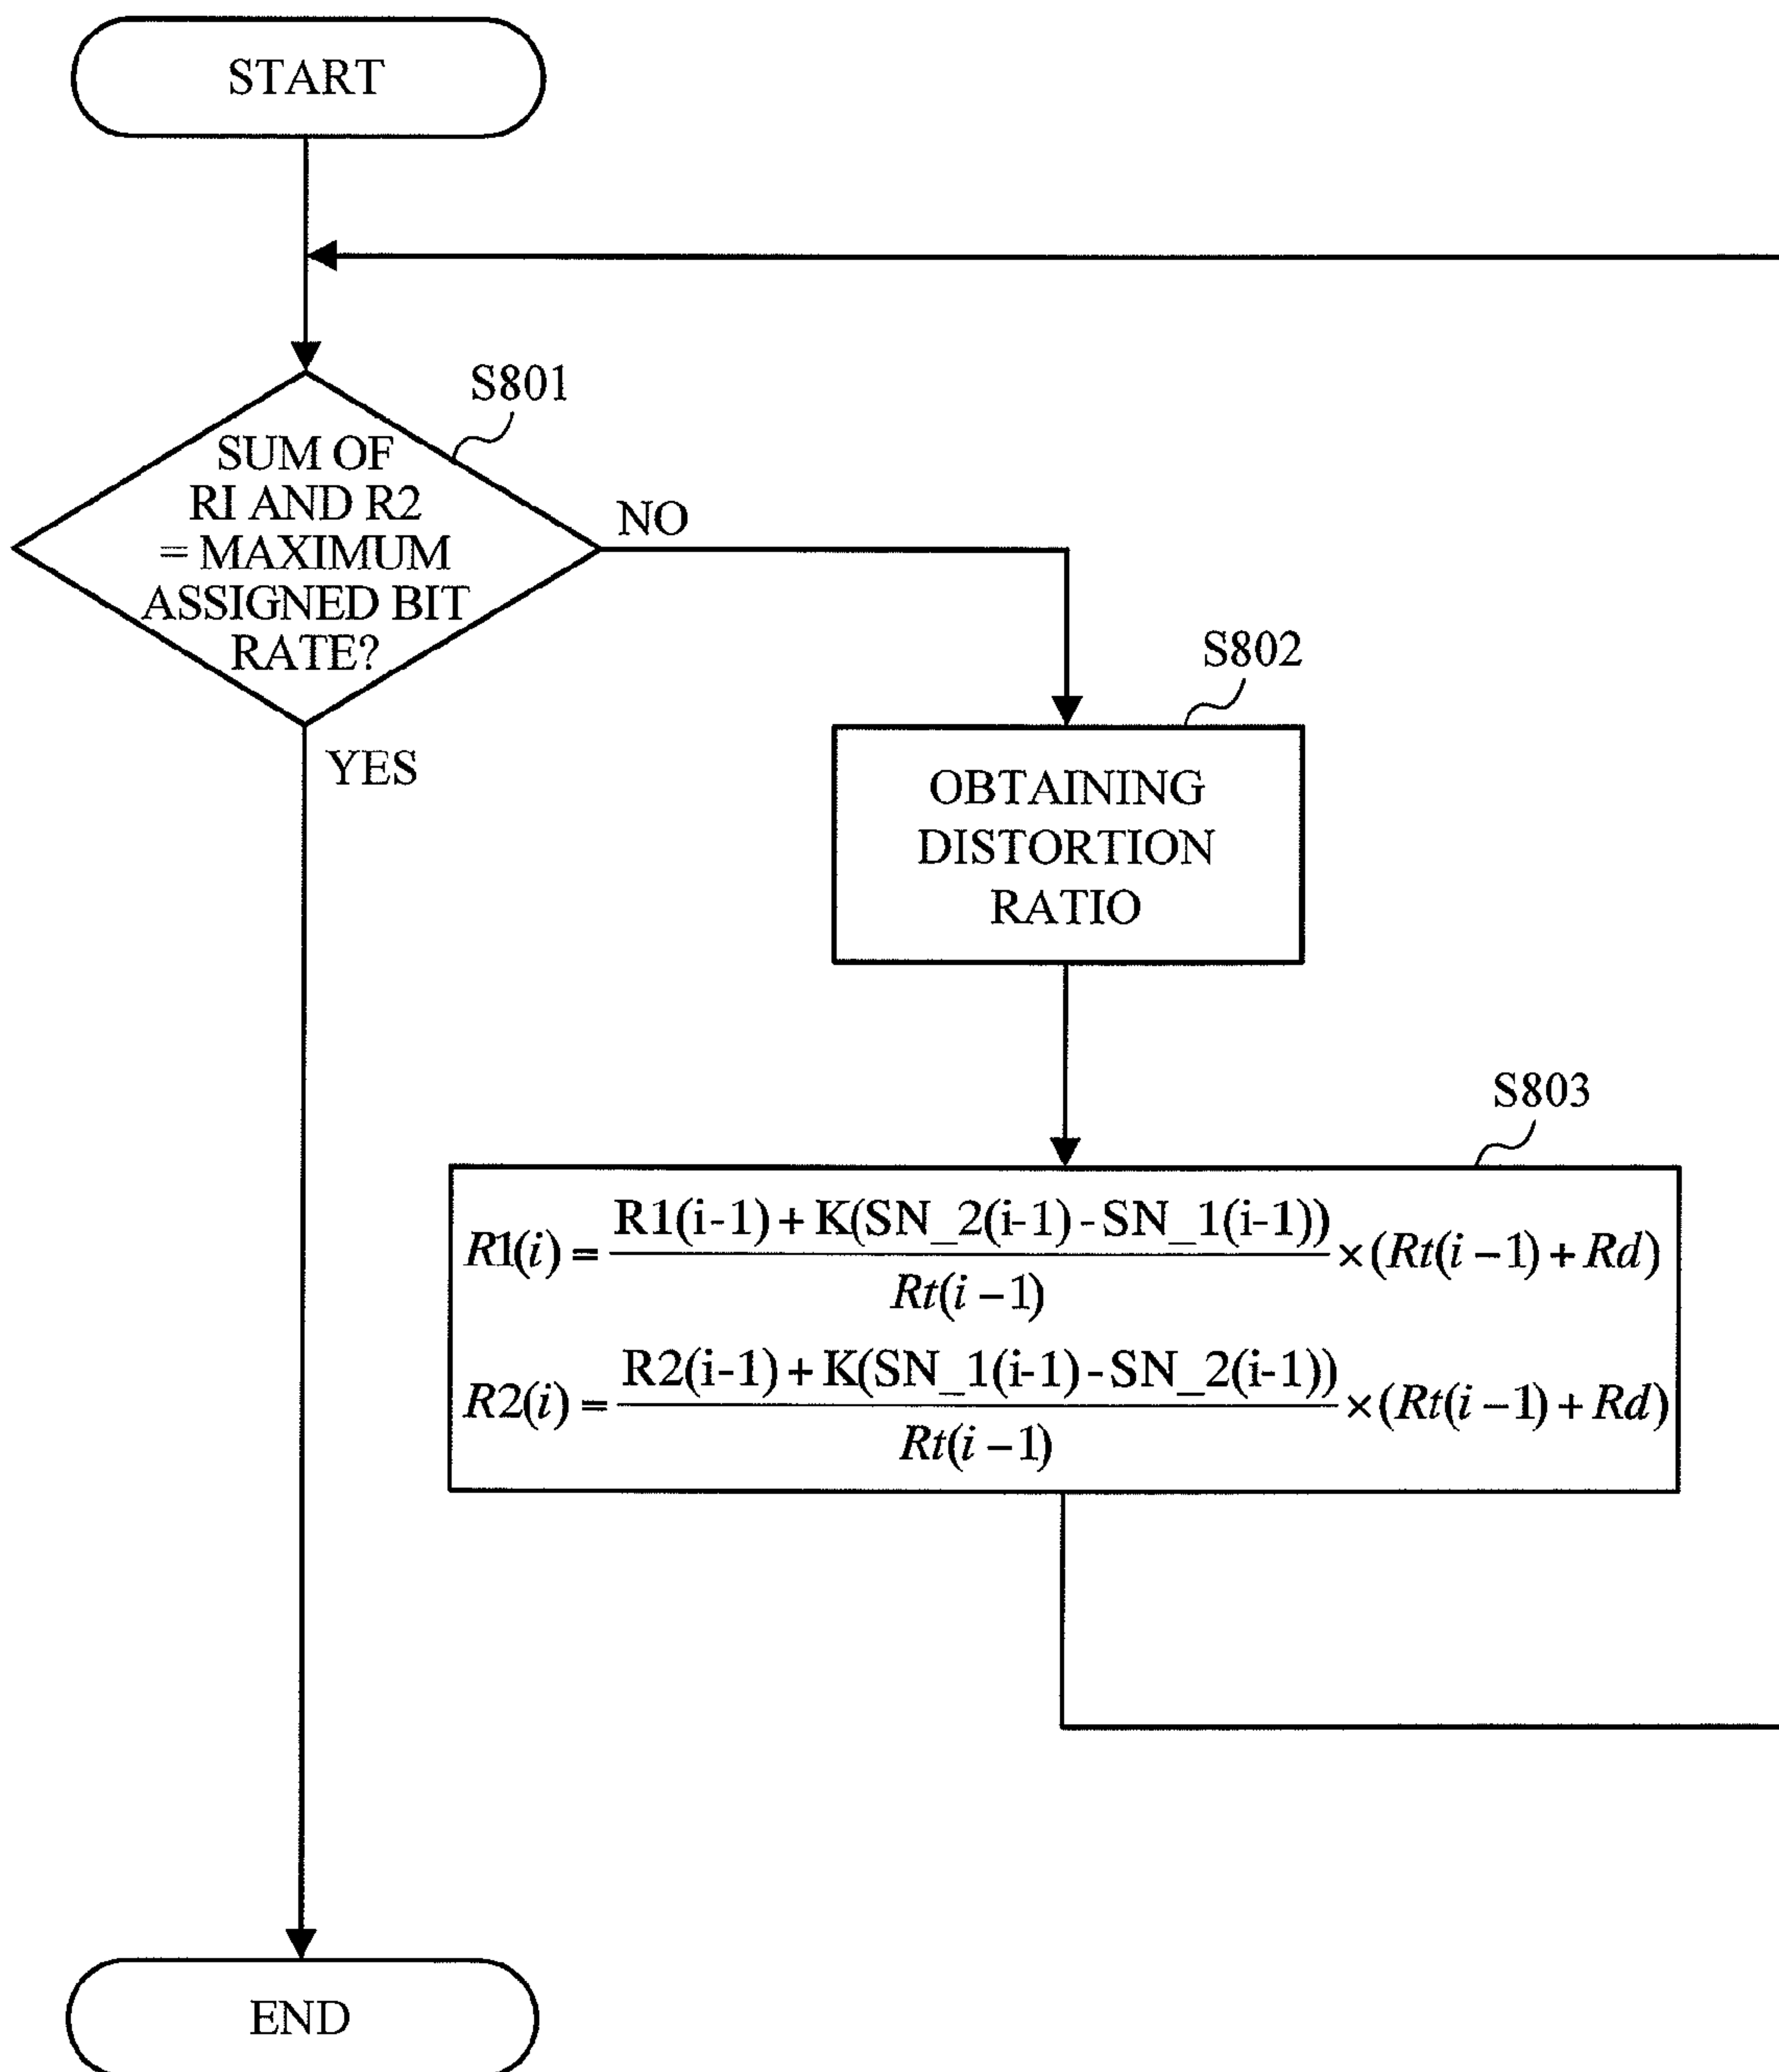 START
S801
SUM OF
RI AND R2
= MAXIMUM
ASSIGNED BIT
RATE?
NO
YES
S802
OBTAINING
DISTORTION
RATIO
S803
R1(i) = R1(i-1) + K(SN_2(i-1) - SN_1(i-1)) / Rt(i-1) × (Rt(i-1) + Rd)
R2(i) = R2(i-1) + K(SN_1(i-1) - SN_2(i-1)) / Rt(i-1) × (Rt(i-1) + Rd)
END